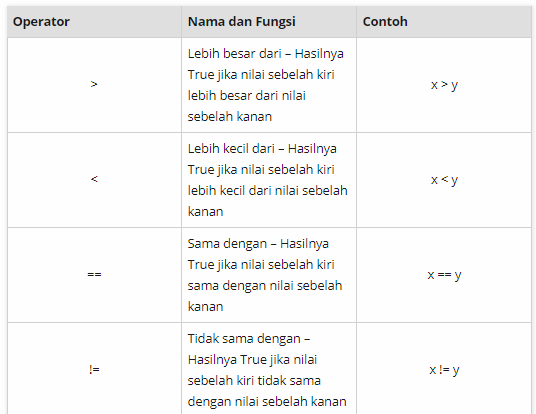 Operator Nama dan Fungsi Contoh
Lebih besar dari – Hasilnya
True jika nilai sebelah kiri
> lebih besar dari nilai x > y
sebelah kanan
Lebih kecil dari – Hasilnya
True jika nilai sebelah kiri
< lebih kecil dari nilai sebelah x < y
kanan
Sama dengan – Hasilnya
True jika nilai sebelah kiri
== sama dengan nilai sebelah x == y
kanan
Tidak sama dengan –
Hasilnya True jika nilai
!= sebelah kiri tidak sama x != y
dengan nilai sebelah kanan